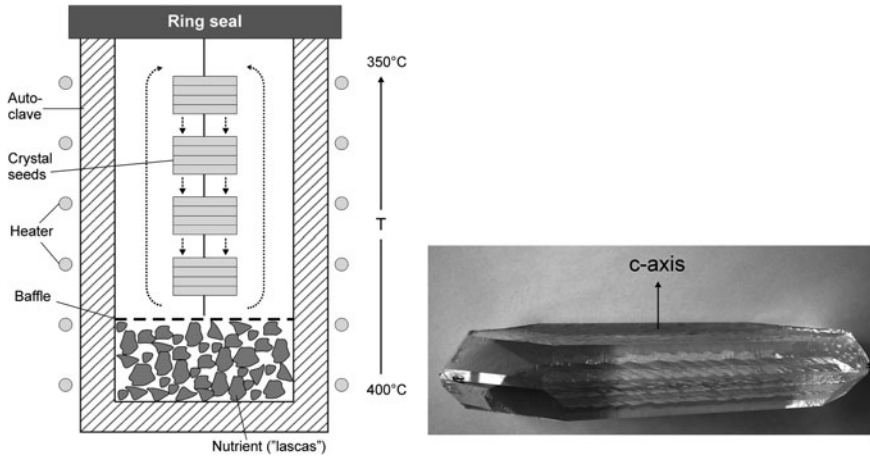 Ring seal
350°C
Auto-
clave
Crystal
seeds
Heater
T
Baffle
400°C
Nutrient ("lascas")
c-axis